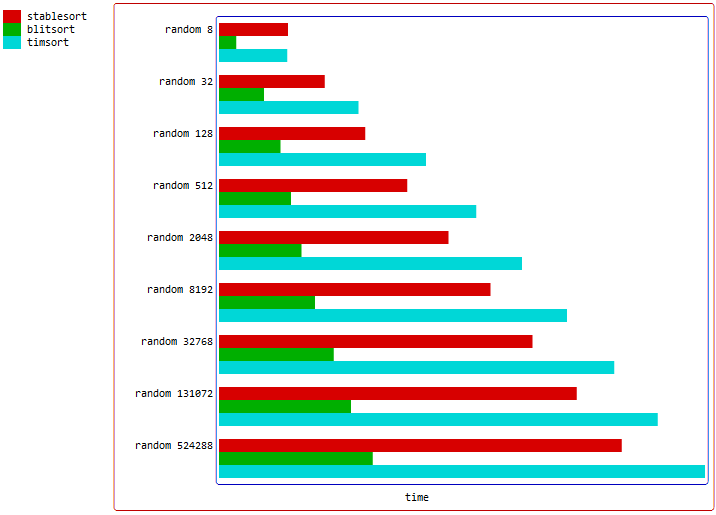 stablesort
blitsort
timsort
random 8
random 32
random 128
random 512
random 2048
random 8192
random 32768
random 131072
random 524288
time